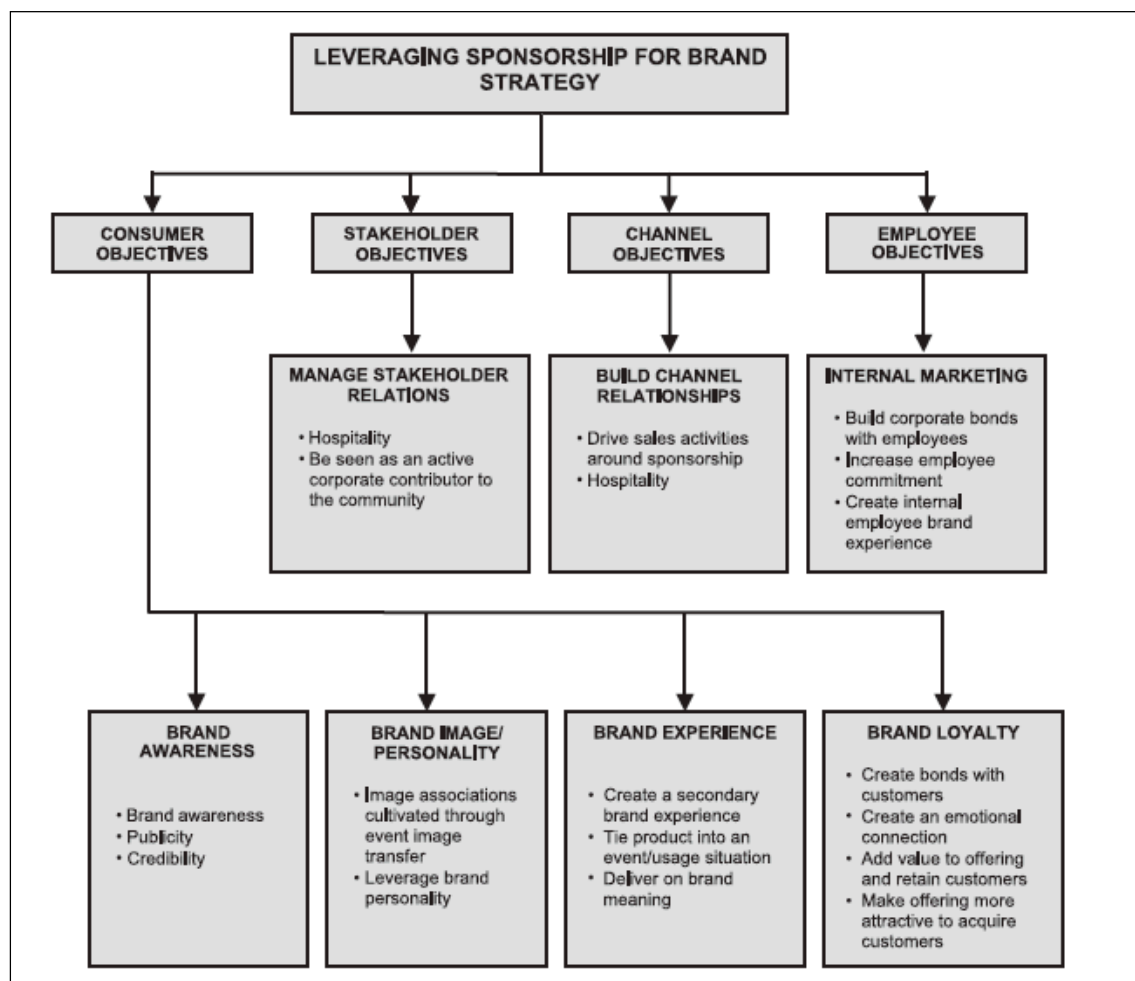 LEVERAGING SPONSORSHIP FOR BRAND
STRATEGY
CONSUMER
OBJECTIVES
STAKEHOLDER
OBJECTIVES
CHANNEL
OBJECTIVES
EMPLOYEE
OBJECTIVES
MANAGE STAKEHOLDER
RELATIONS
• Hospitality
• Be seen as an active
corporate contributor to
the community
BUILD CHANNEL
RELATIONSHIPS
• Drive sales activities
around sponsorship
• Hospitality
INTERNAL MARKETING
• Build corporate bonds
with employees
• Increase employee
commitment
• Create internal
employee brand
experience
BRAND
AWARENESS
• Brand awareness
• Publicity
• Credibility
BRAND IMAGE/
PERSONALITY
• Image associations
cultivated through
event image
transfer
• Leverage brand
personality
BRAND EXPERIENCE
• Create a secondary
brand experience
• Tie product into an
event/usage situation
• Deliver on brand
meaning
BRAND LOYALTY
• Create bonds with
customers
• Create an emotional
connection
• Add value to offering
and retain customers
• Make offering more
attractive to acquire
customers